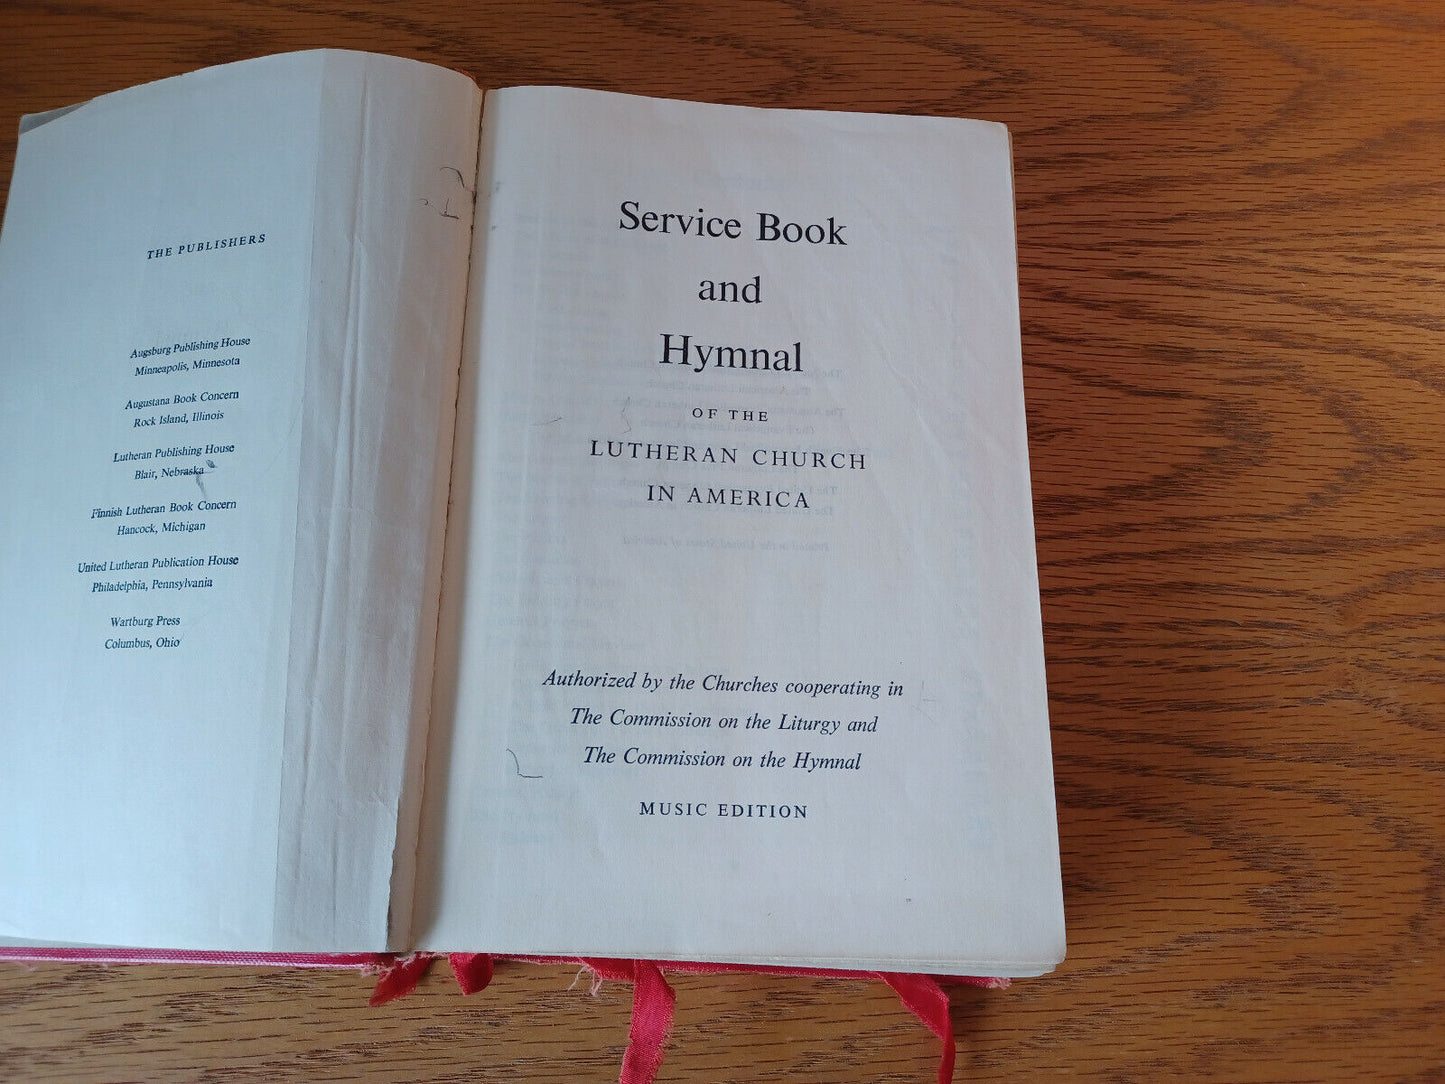 THE PUBLISHERS
Augsburg Publishing House
Minneapolis, Minnesota
Augustana Book Concern
Rock Island, Illinois
Lutheran Publishing House
Blair, Nebraska
Finnish Lutheran Book Concern
Hancock, Michigan
United Lutheran Publication House
Philadelphia, Pennsylvania
Wartburg Press
Columbus, Ohio
Service Book
and
Hymnal
OF THE
LUTHERAN CHURCH
IN AMERICA
Authorized by the Churches cooperating in
The Commission on the Liturgy and
The Commission on the Hymnal
MUSIC EDITION